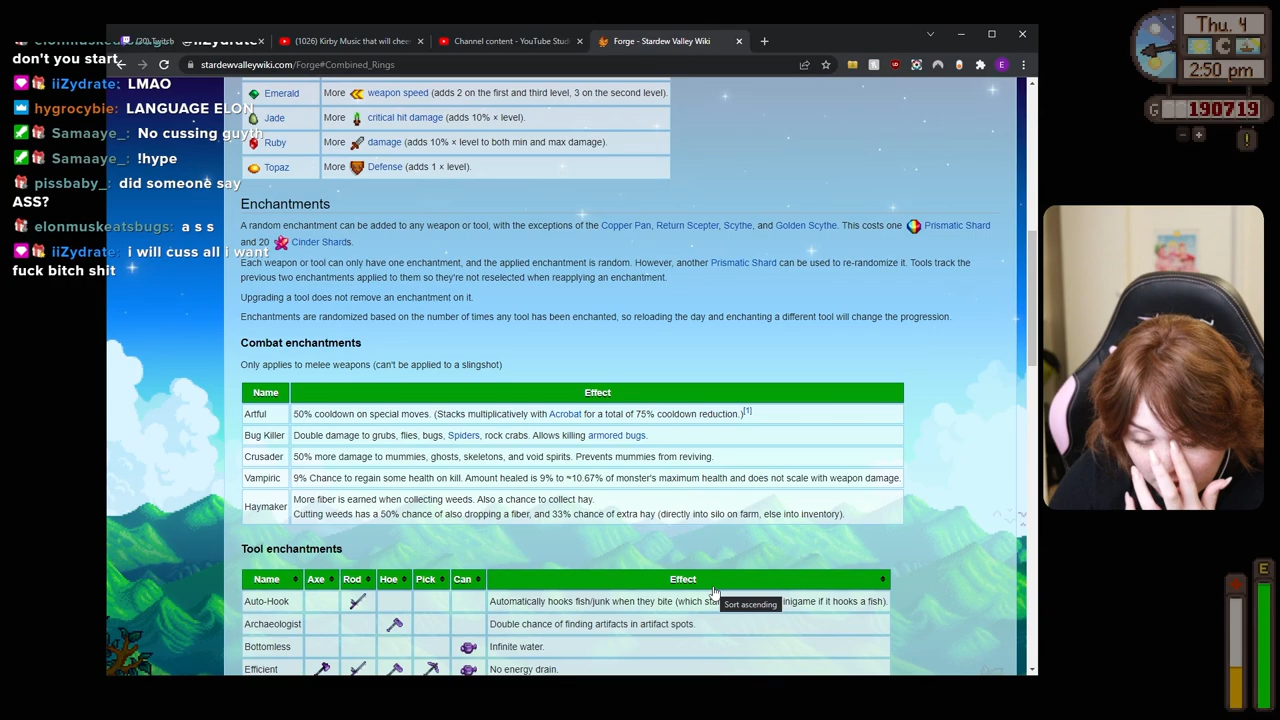 (20) Twitch
(1026) Kirby Music that will chee
Channel content - YouTube Stud
Forge - Stardew Valley Wiki
stardewvalleywiki.com/Forge#Combined_Rings
don't you start
iiZydrate: LMAO
hygrocybie: LANGUAGE ELON
Samaaye_: No cussing guyth
Samaaye_: !hype
pissbaby_: did someone say
ASS?
elonmuskeatsbugs: a s s
iiZydrate: i will cuss all i want
fuck bitch shit
Emerald More weapon speed (adds 2 on the first and third level, 3 on the second level).
Jade More critical hit damage (adds 10% × level).
Ruby More damage (adds 10% × level to both min and max damage).
Topaz More Defense (adds 1 × level).
Enchantments
A random enchantment can be added to any weapon or tool, with the exceptions of the Copper Pan, Return Scepter, Scythe, and Golden Scythe. This costs one Prismatic Shard
and 20 Cinder Shards.
Each weapon or tool can only have one enchantment, and the applied enchantment is random. However, another Prismatic Shard can be used to re-randomize it. Tools track the
previous two enchantments applied to them so they're not reselected when reapplying an enchantment.
Upgrading a tool does not remove an enchantment on it.
Enchantments are randomized based on the number of times any tool has been enchanted, so reloading the day and enchanting a different tool will change the progression.
Combat enchantments
Only applies to melee weapons (can't be applied to a slingshot)
Name Effect
Artful 50% cooldown on special moves. (Stacks multiplicatively with Acrobat for a total of 75% cooldown reduction.)[1]
Bug Killer Double damage to grubs, flies, bugs, Spiders, rock crabs. Allows killing armored bugs.
Crusader 50% more damage to mummies, ghosts, skeletons, and void spirits. Prevents mummies from reviving.
Vampiric 9% Chance to regain some health on kill. Amount healed is 9% to ≈10.67% of monster's maximum health and does not scale with weapon damage.
Haymaker More fiber is earned when collecting weeds. Also a chance to collect hay.
Cutting weeds has a 50% chance of also dropping a fiber, and 33% chance of extra hay (directly into silo on farm, else into inventory).
Tool enchantments
Name Axe Rod Hoe Pick Can Effect
Auto-Hook Automatically hooks fish/junk when they bite (which inigame if it hooks a fish).
Sort ascending
Archaeologist Double chance of finding artifacts in artifact spots.
Bottomless Infinite water.
Efficient No energy drain.
Thu. 4
2:50 pm
G 190719
E